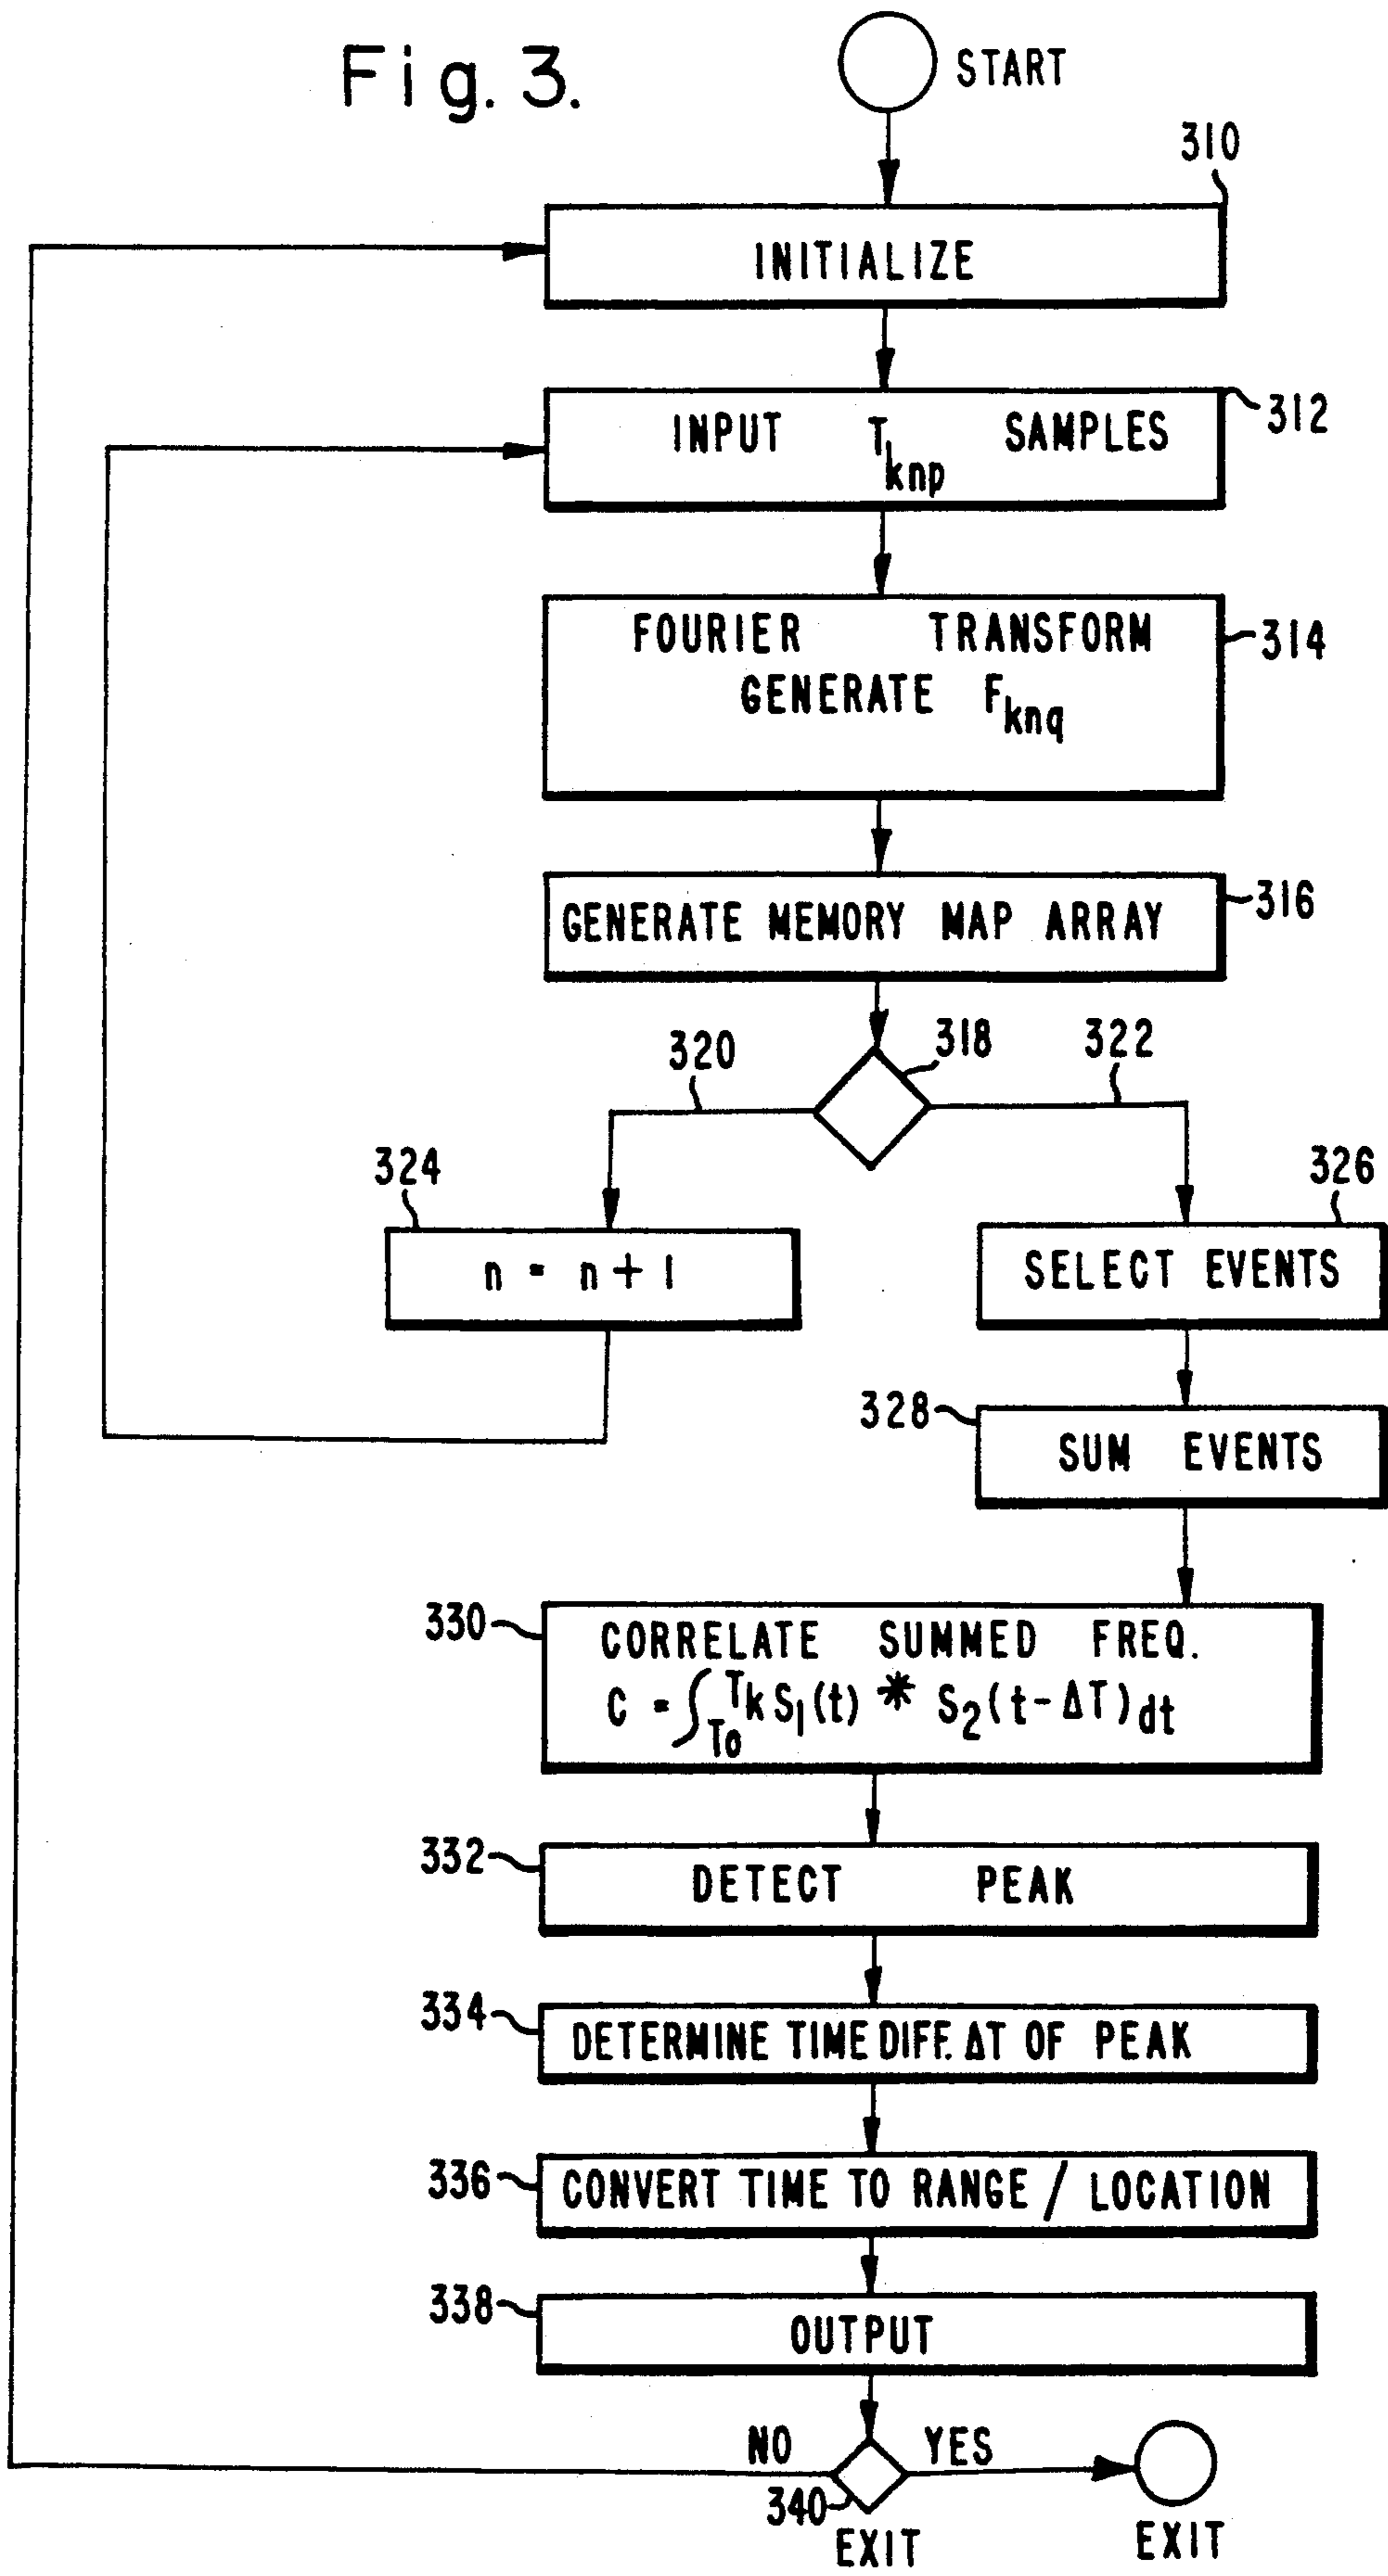 Fig. 3.
START
310
INITIALIZE
312
INPUT T_knp SAMPLES
314
FOURIER TRANSFORM
GENERATE F_knq
316
GENERATE MEMORY MAP ARRAY
320
318
322
324
n = n + 1
326
SELECT EVENTS
328
SUM EVENTS
330
CORRELATE SUMMED FREQ.
C = ∫_To^Tk S_1(t) * S_2(t-ΔT)dt
332
DETECT PEAK
334
DETERMINE TIME DIFF. ΔT OF PEAK
336
CONVERT TIME TO RANGE / LOCATION
338
OUTPUT
NO
YES
340
EXIT
EXIT